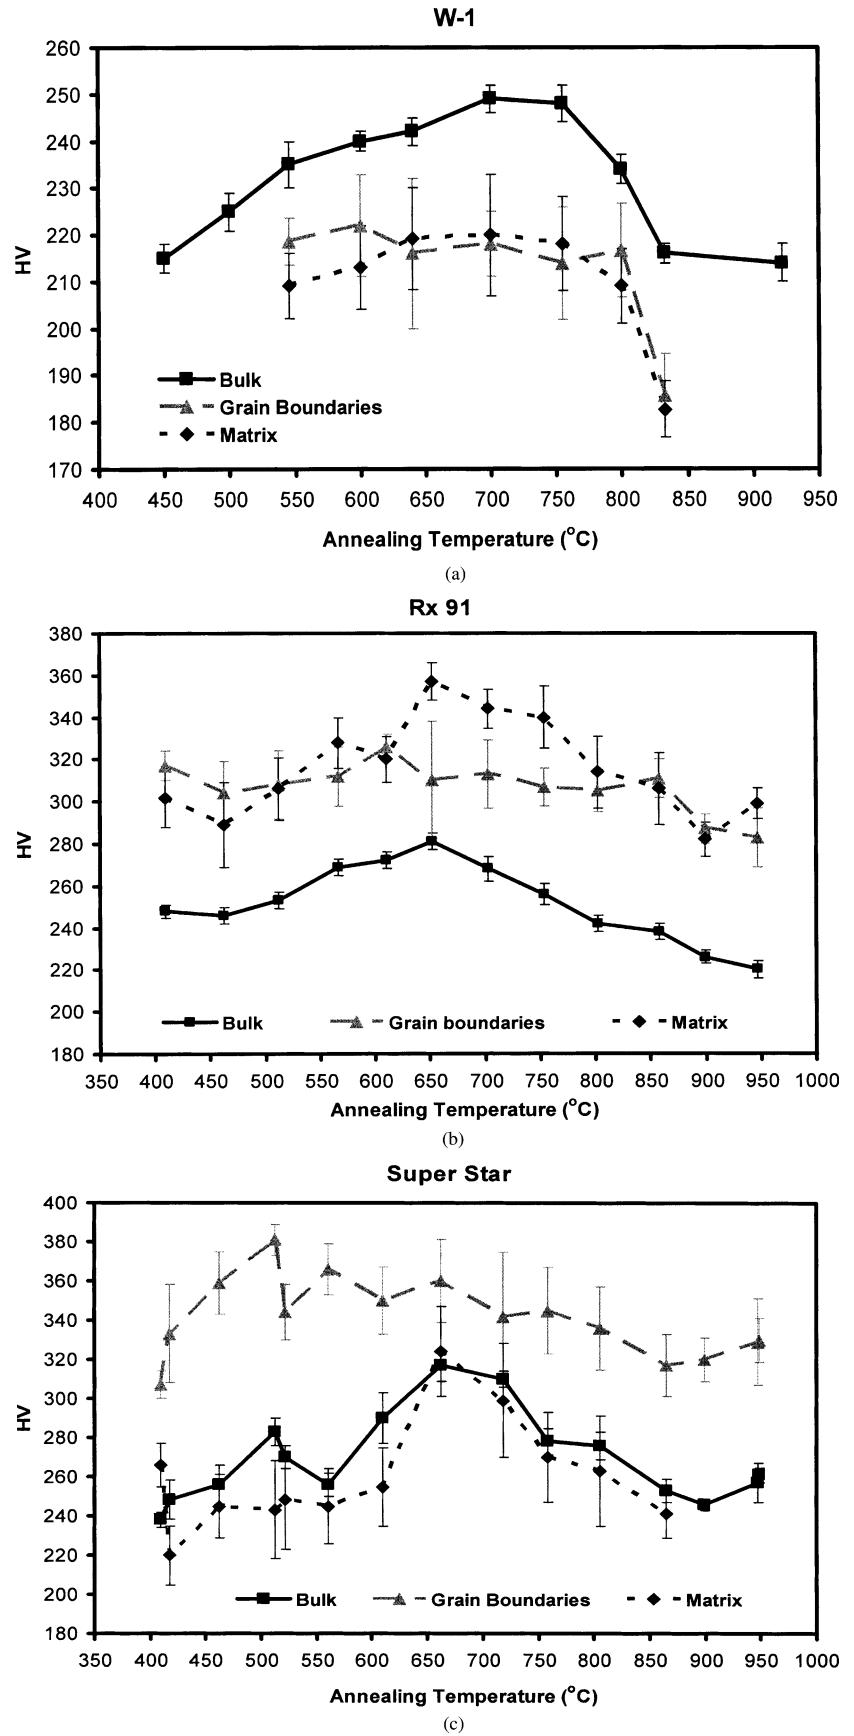 W-1
260
250
240
230
220
210
200
190
180
170
HV
Bulk
Grain Boundaries
Matrix
400 450 500 550 600 650 700 750 800 850 900 950
Annealing Temperature (°C)
(a)
Rx 91
380
360
340
320
300
280
260
240
220
200
180
HV
Bulk Grain boundaries Matrix
350 400 450 500 550 600 650 700 750 800 850 900 950 1000
Annealing Temperature (°C)
(b)
Super Star
400
380
360
340
320
300
280
260
240
220
200
180
HV
Bulk Grain Boundaries Matrix
350 400 450 500 550 600 650 700 750 800 850 900 950 1000
Annealing Temperature (°C)
(c)